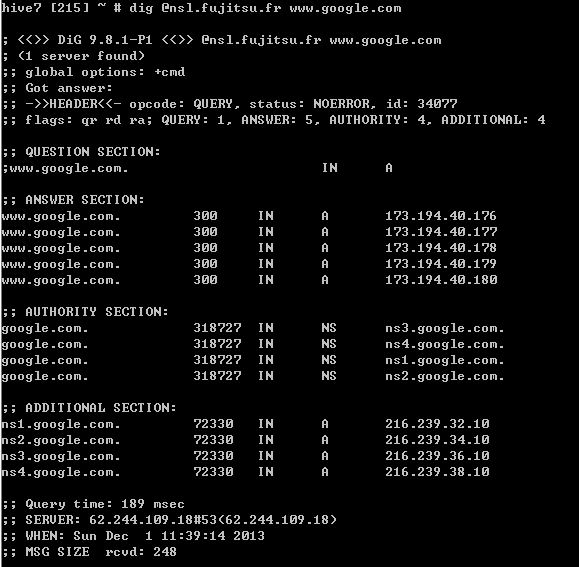 hive7 [215] ~ # dig @nsl.fujitsu.fr www.google.com
; <<>> DiG 9.8.1-P1 <<>> @nsl.fujitsu.fr www.google.com
; (1 server found)
;; global options: +cmd
;; Got answer:
;; ->>HEADER<<- opcode: QUERY, status: NOERROR, id: 34077
;; flags: qr rd ra; QUERY: 1, ANSWER: 5, AUTHORITY: 4, ADDITIONAL: 4
;; QUESTION SECTION:
;www.google.com. IN A
;; ANSWER SECTION:
www.google.com. 300 IN A 173.194.40.176
www.google.com. 300 IN A 173.194.40.177
www.google.com. 300 IN A 173.194.40.178
www.google.com. 300 IN A 173.194.40.179
www.google.com. 300 IN A 173.194.40.180
;; AUTHORITY SECTION:
google.com. 318727 IN NS ns3.google.com.
google.com. 318727 IN NS ns4.google.com.
google.com. 318727 IN NS ns1.google.com.
google.com. 318727 IN NS ns2.google.com.
;; ADDITIONAL SECTION:
ns1.google.com. 72330 IN A 216.239.32.10
ns2.google.com. 72330 IN A 216.239.34.10
ns3.google.com. 72330 IN A 216.239.36.10
ns4.google.com. 72330 IN A 216.239.38.10
;; Query time: 189 msec
;; SERVER: 62.244.109.18#53(62.244.109.18)
;; WHEN: Sun Dec 1 11:39:14 2013
;; MSG SIZE rcvd: 248